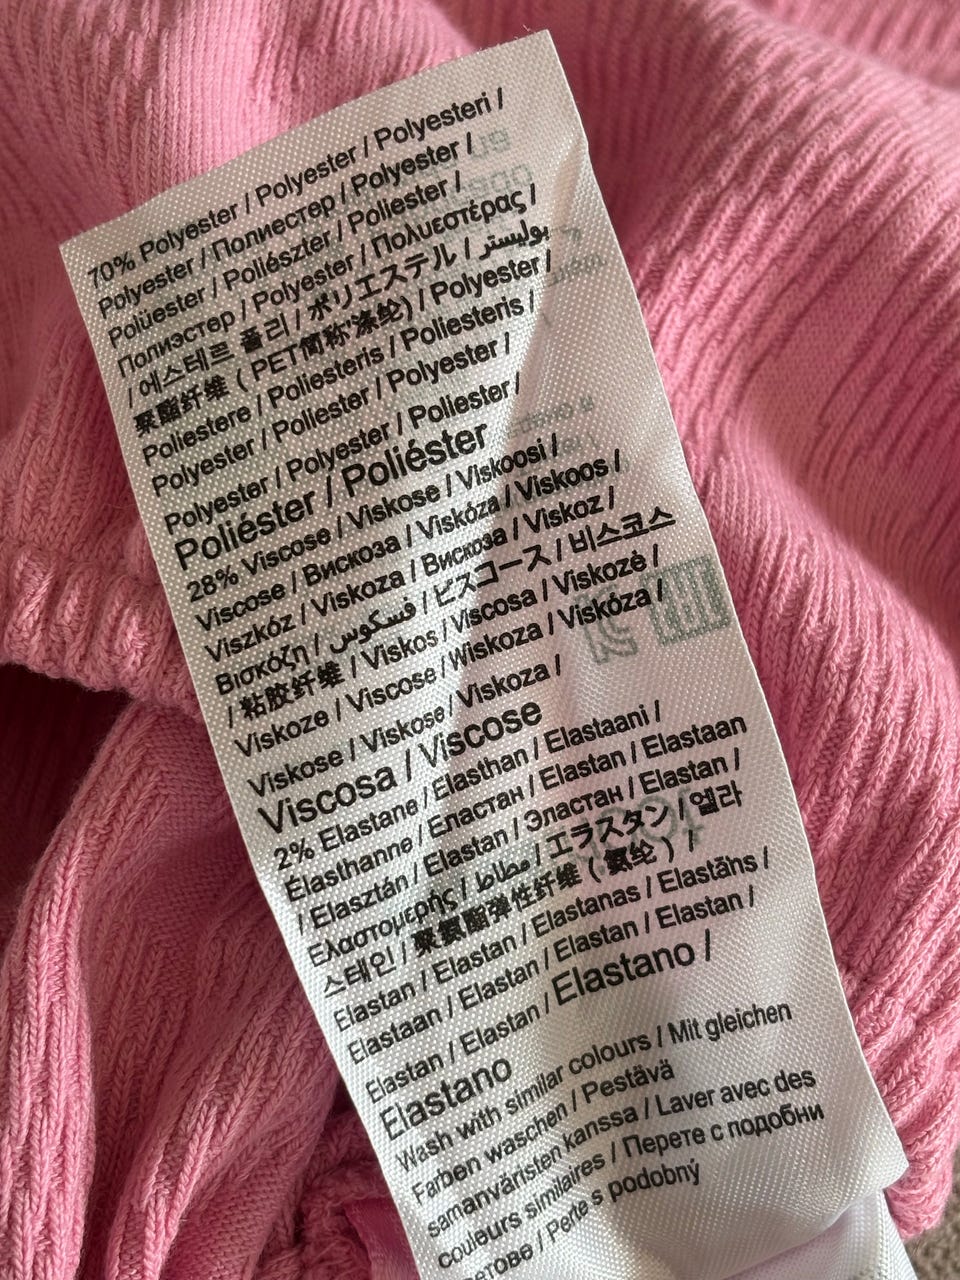 70% Polyester / Polyester / Polyesteri /
Polyester / Полиестер / Polyester /
Polüester / Poliészter / Poliester /
Полиэстер / Polyester / Πολυεστέρας /
/ 에스테르 폴리 / ポリエステル / بوليستر
聚酯纤维 ( PET简称'涤纶) / Polyester /
Poliestere / Poliesteris / Poliesteris /
Polyester / Poliester / Polyester /
Polyester / Polyester / Poliester /
Poliéster / Poliéster
28% Viscose / Viskose / Viskoosi /
Viscose / Вискоза / Viskóza / Viskoos /
Viszkóz / Viskoza / Вискоза / Viskoz /
Βισκόζη / فسكوس / ビスコース / 비스코스
/ 粘胶纤维 / Viskos / Viscosa / Viskozė /
Viskoze / Viscose / Wiskoza / Viskóza /
Viskose / Viskose / Viskoza /
Viscosa / Viscose
2% Elastane / Elasthan / Elastaani /
Élasthanne / Еластан / Elastan / Elastaan
/ Elasztán / Elastan / Эластан / Elastan /
Ελαστομερής / مطاط / エラスタン / 엘라
스테인 / 聚氨酯弹性纤维 ( 氨纶 ) /
Elastan / Elastan / Elastanas / Elastāns /
Elastaan / Elastan / Elastan / Elastan /
Elastan / Elastan / Elastano /
Elastano
Wash with similar colours / Mit gleichen
Farben waschen / Pestävä
samanväristen kanssa / Laver avec des
couleurs similaires / Перете с подобни
ветове / Perte s podobný